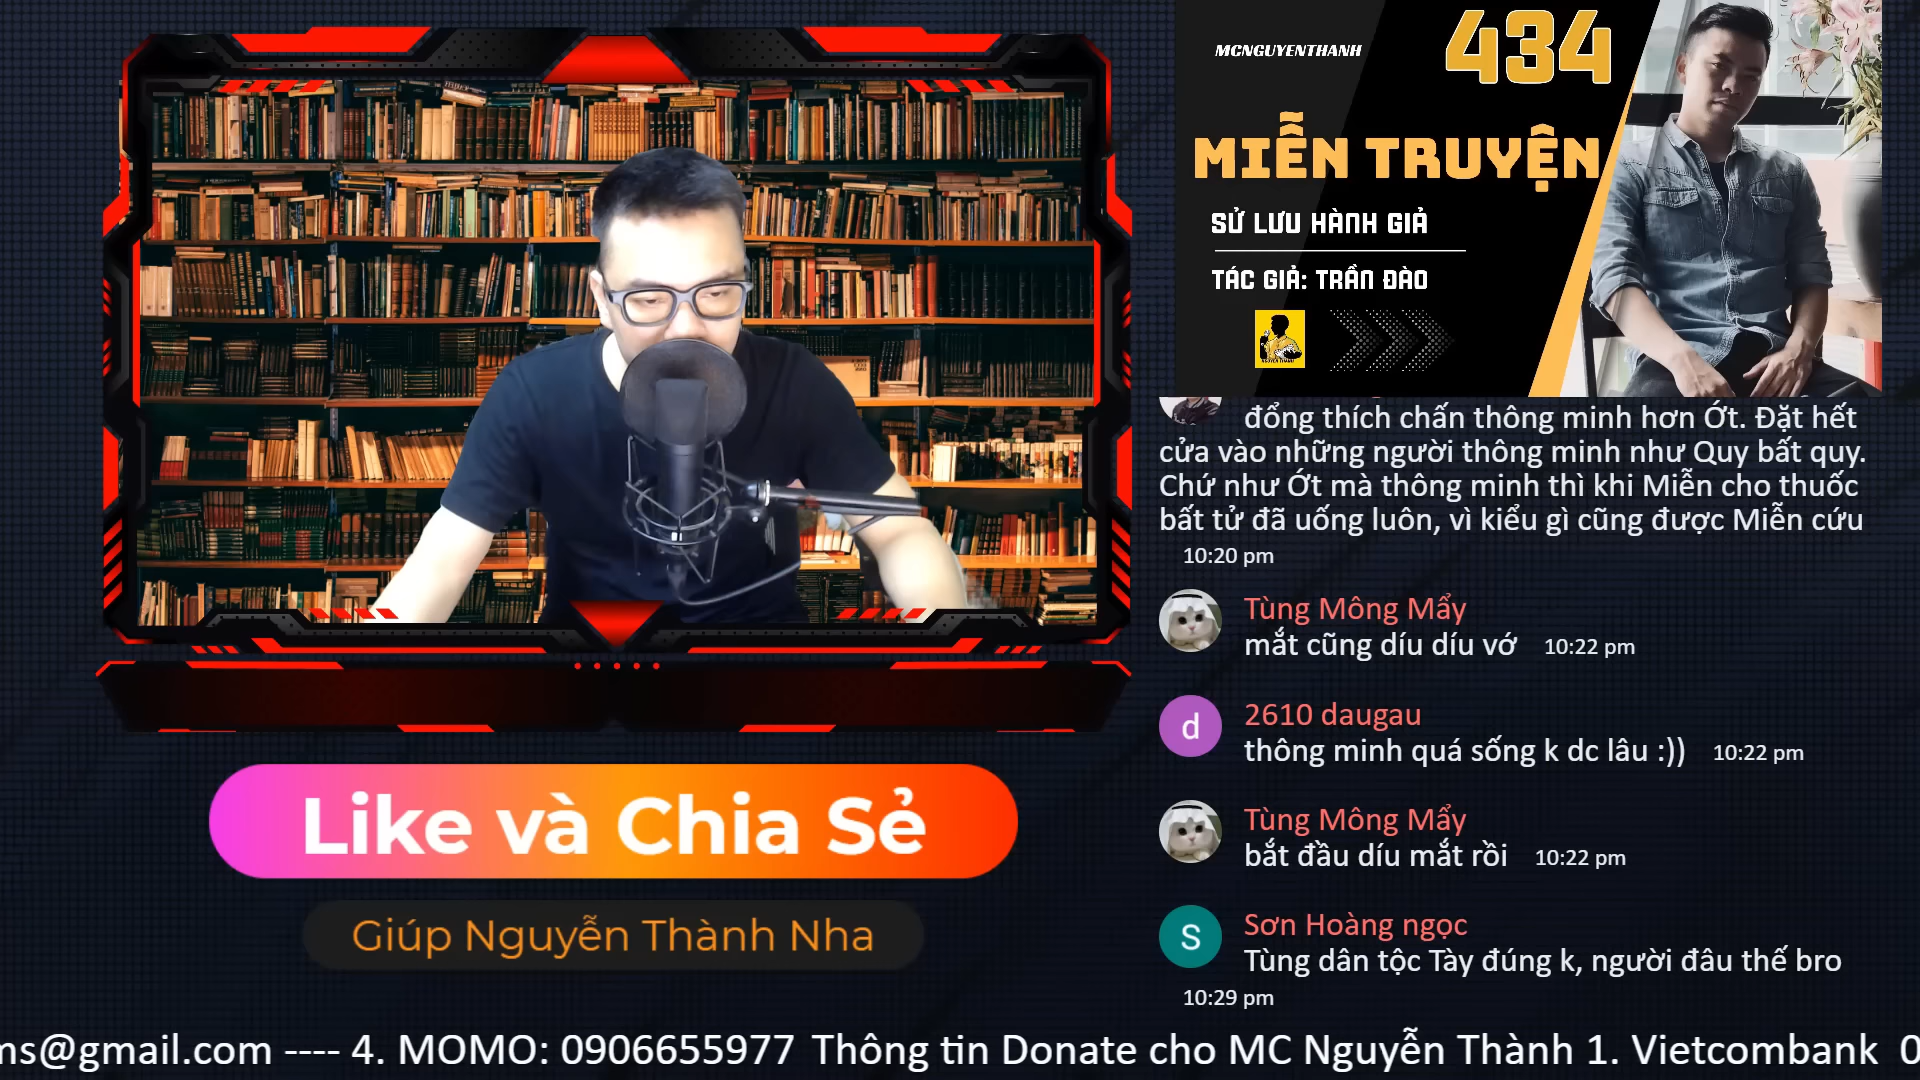 MCNGUYENTHANH
434
MIỄN TRUYỆN
SỬ LƯU HÀNH GIẢ
TÁC GIẢ: TRẦN ĐÀO
NGUYEN THANH
đổng thích chấn thông minh hơn Ớt. Đặt hết
cửa vào những người thông minh như Quy bất quy.
Chứ như Ớt mà thông minh thì khi Miễn cho thuốc
bất tử đã uống luôn, vì kiểu gì cũng được Miễn cứu
10:20 pm
Tùng Mông Mẩy
mắt cũng díu díu vớ 10:22 pm
d
2610 daugau
thông minh quá sống k dc lâu :)) 10:22 pm
Tùng Mông Mẩy
bắt đầu díu mắt rồi 10:22 pm
S
Sơn Hoàng ngọc
Tùng dân tộc Tày đúng k, người đâu thế bro
10:29 pm
Like và Chia Sẻ
Giúp Nguyễn Thành Nha
ms@gmail.com ---- 4. MOMO: 0906655977 Thông tin Donate cho MC Nguyễn Thành 1. Vietcombank 0